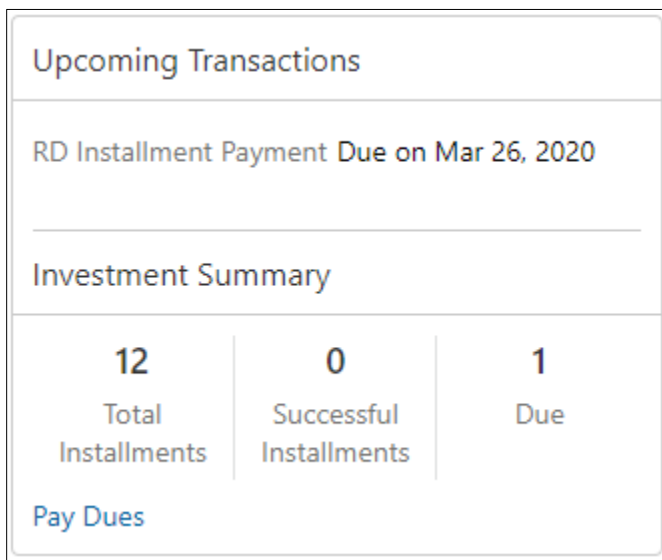 Upcoming Transactions
RD Installment Payment Due on Mar 26, 2020
Investment Summary
12
Total
Installments
0
Successful
Installments
1
Due
Pay Dues